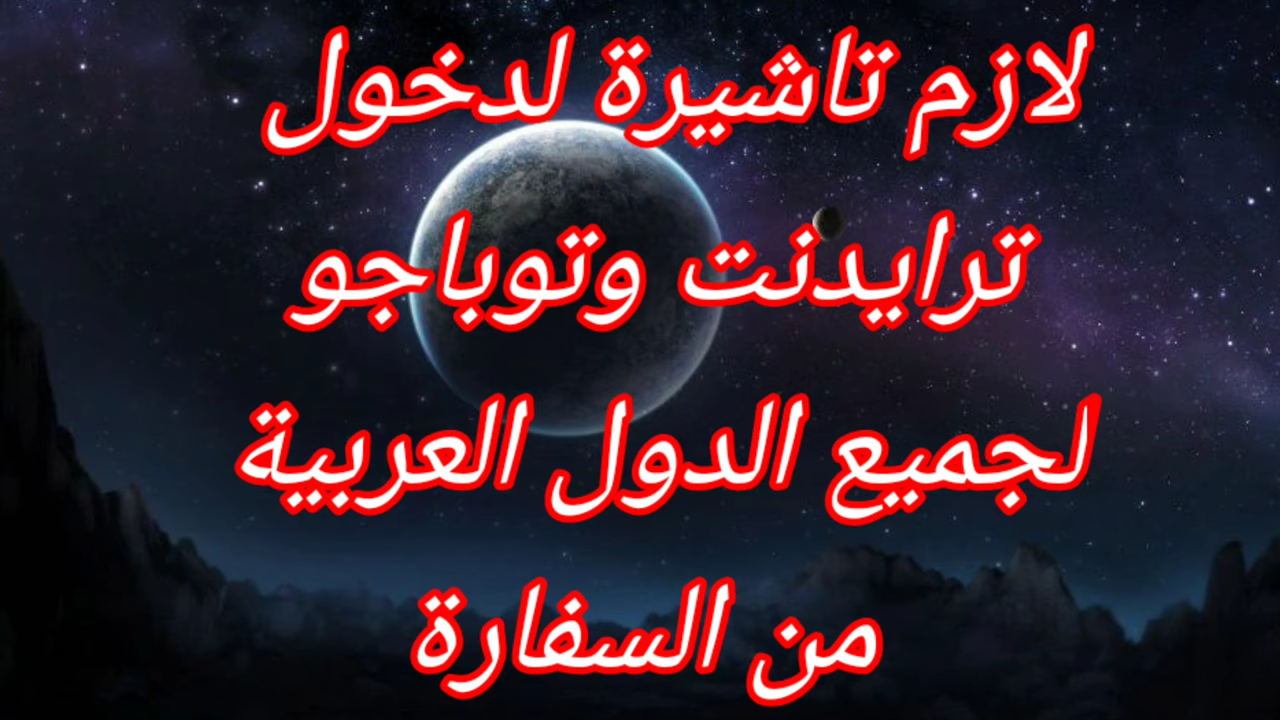 لازم تاشيرة لدخول
ترايدنت وتوباجو
لجميع الدول العربية
من السفارة